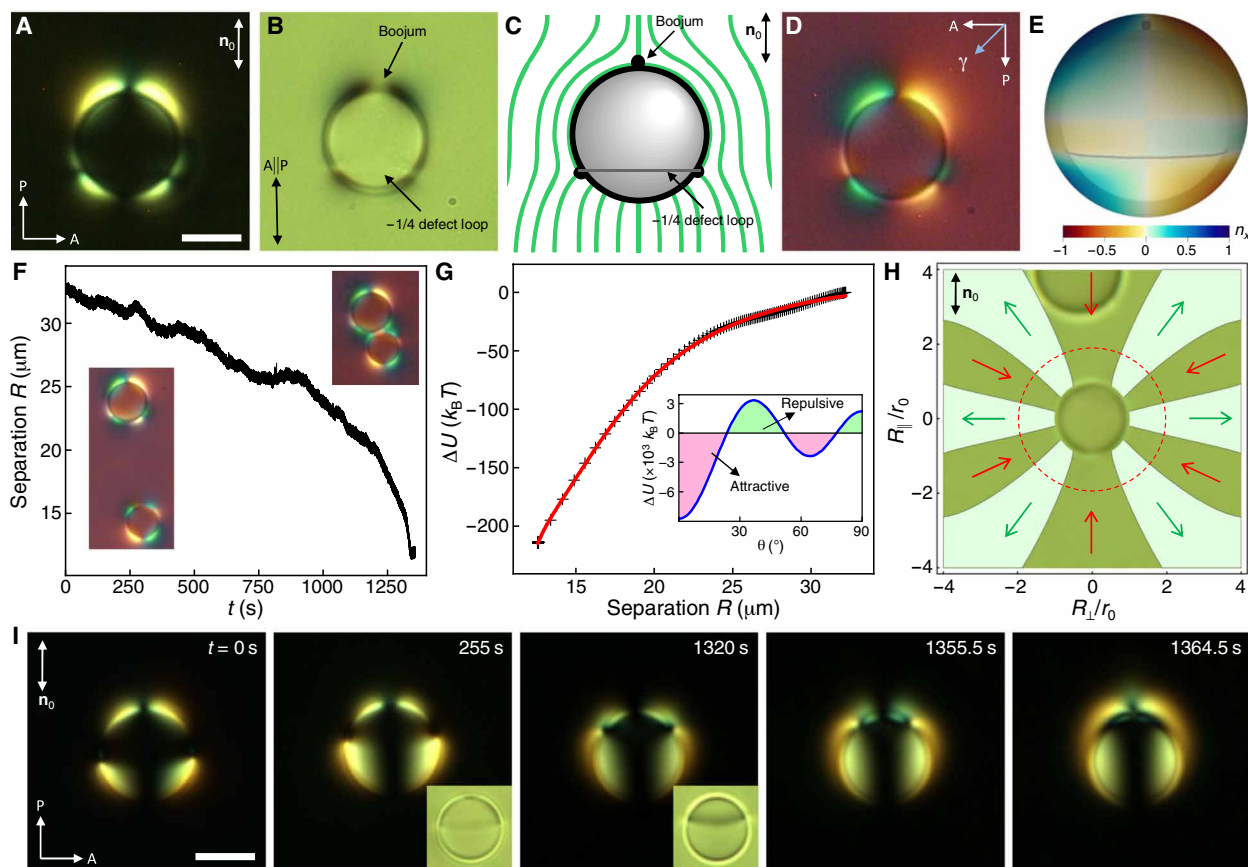 A
n₀
P
A
B
Boojum
A||P
−1/4 defect loop
C
Boojum
n₀
−1/4 defect loop
D
A
γ
P
E
nₓ
−1 −0.5 0 0.5 1
F
Separation R (μm)
30
25
20
15
0 250 500 750 1000 1250
t (s)
G
ΔU (k_BT)
0
−50
−100
−150
−200
15 20 25 30
Separation R (μm)
ΔU (×10³ k_BT)
3
0
−3
−6
0 30 60 90
θ (°)
Repulsive
Attractive
H
n₀
R∥/r₀
4
2
0
−2
−4
−4 −2 0 2 4
R⊥/r₀
I
n₀
P
A
t = 0 s
255 s
1320 s
1355.5 s
1364.5 s